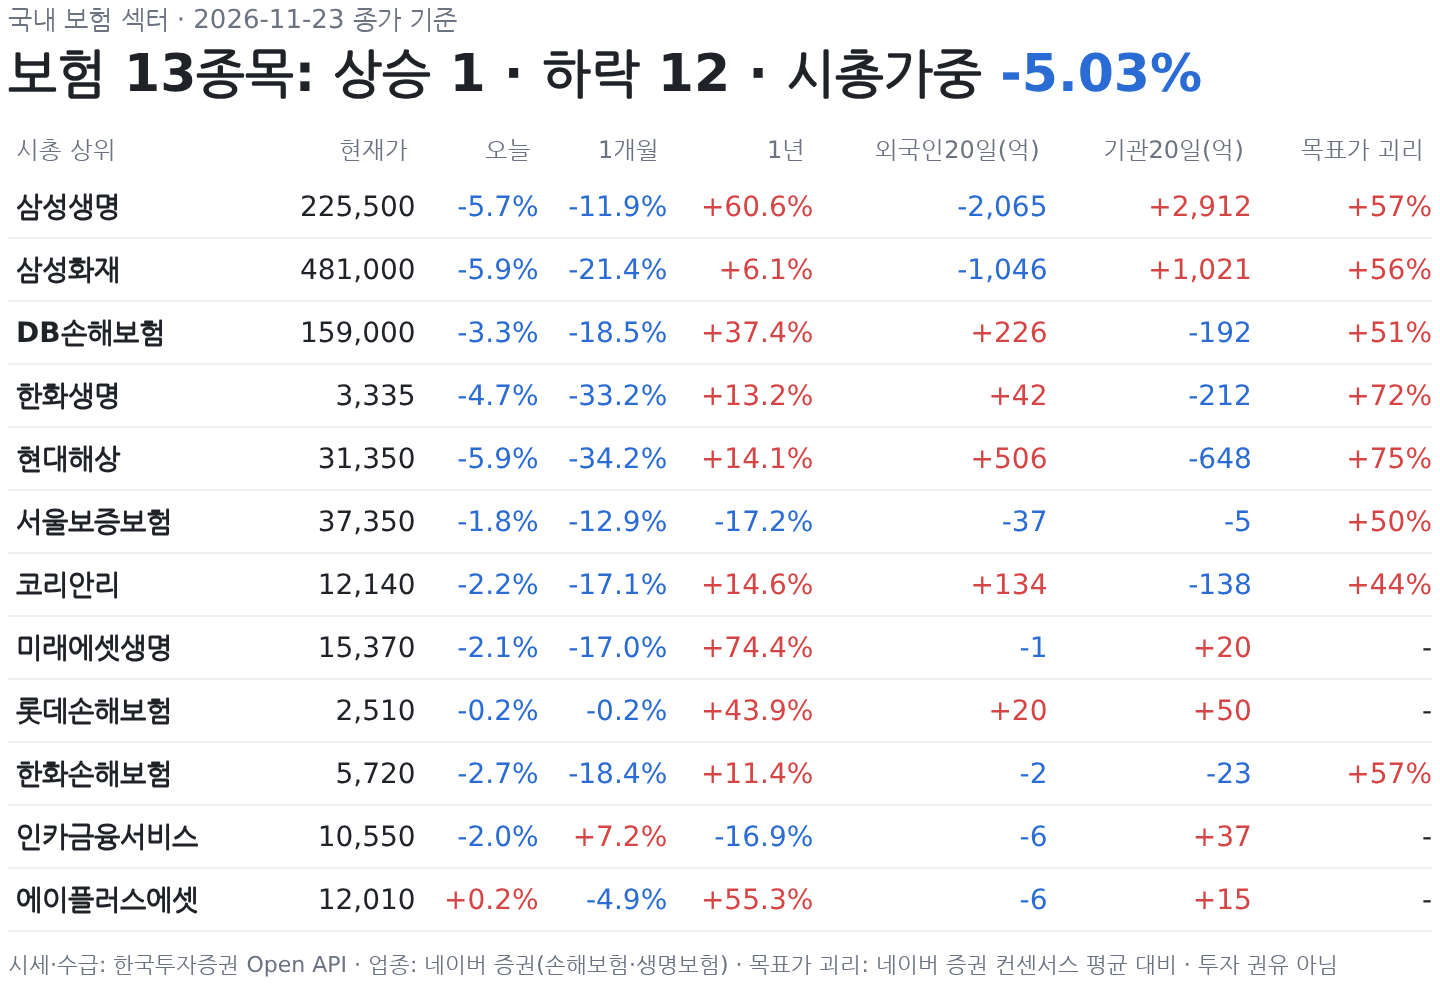 국내 보험 섹터 · 2026-11-23 종가 기준
보험 13종목: 상승 1 · 하락 12 · 시총가중 -5.03%
시총 상위 현재가 오늘 1개월 1년 외국인20일(억) 기관20일(억) 목표가 괴리
삼성생명 225,500 -5.7% -11.9% +60.6% -2,065 +2,912 +57%
삼성화재 481,000 -5.9% -21.4% +6.1% -1,046 +1,021 +56%
DB손해보험 159,000 -3.3% -18.5% +37.4% +226 -192 +51%
한화생명 3,335 -4.7% -33.2% +13.2% +42 -212 +72%
현대해상 31,350 -5.9% -34.2% +14.1% +506 -648 +75%
서울보증보험 37,350 -1.8% -12.9% -17.2% -37 -5 +50%
코리안리 12,140 -2.2% -17.1% +14.6% +134 -138 +44%
미래에셋생명 15,370 -2.1% -17.0% +74.4% -1 +20 -
롯데손해보험 2,510 -0.2% -0.2% +43.9% +20 +50 -
한화손해보험 5,720 -2.7% -18.4% +11.4% -2 -23 +57%
인카금융서비스 10,550 -2.0% +7.2% -16.9% -6 +37 -
에이플러스에셋 12,010 +0.2% -4.9% +55.3% -6 +15 -
시세·수급: 한국투자증권 Open API · 업종: 네이버 증권(손해보험·생명보험) · 목표가 괴리: 네이버 증권 컨센서스 평균 대비 · 투자 권유 아님